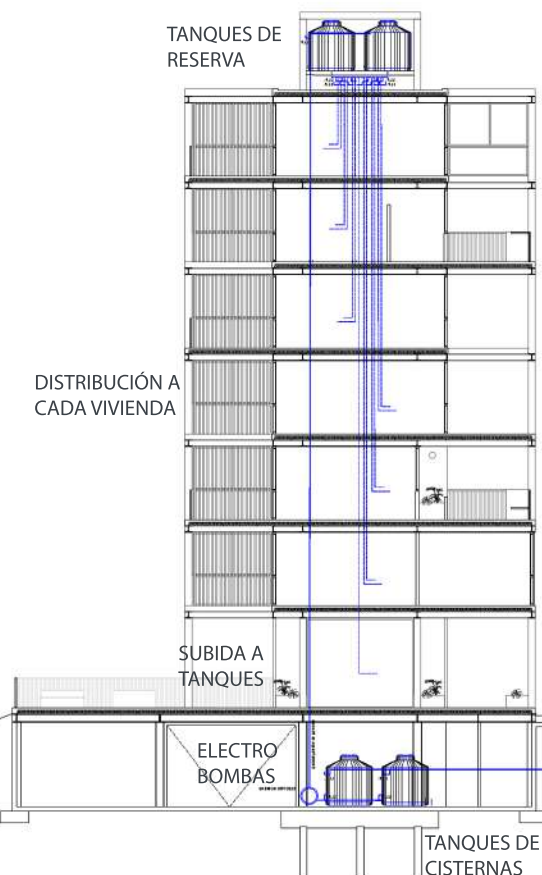 TANQUES DE
RESERVA
DISTRIBUCIÓN A
CADA VIVIENDA
SUBIDA A
TANQUES
ELECTRO
BOMBAS
TANQUES DE
CISTERNAS